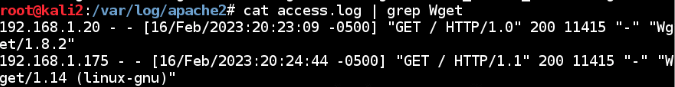 root@kali2:/var/log/apache2# cat access.log | grep Wget
192.168.1.20 - - [16/Feb/2023:20:23:09 -0500] "GET / HTTP/1.0" 200 11415 "-" "Wg
et/1.8.2"
192.168.1.175 - - [16/Feb/2023:20:24:44 -0500] "GET / HTTP/1.1" 200 11415 "-" "W
get/1.14 (linux-gnu)"